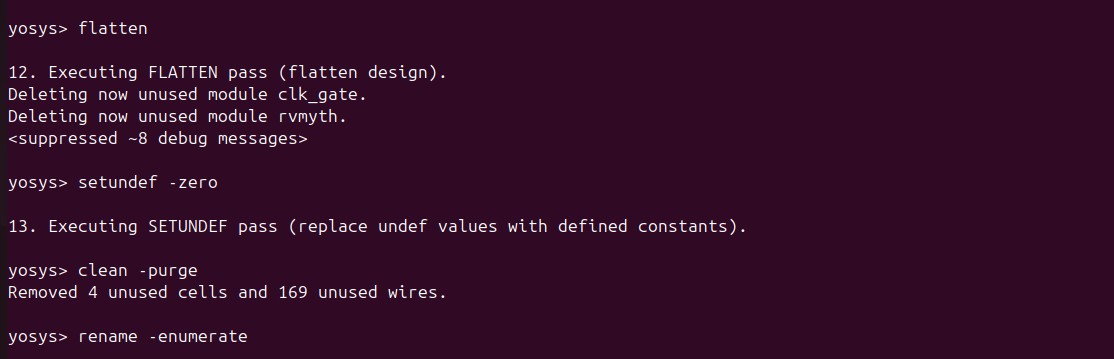 yosys> flatten
12. Executing FLATTEN pass (flatten design).
Deleting now unused module clk_gate.
Deleting now unused module rvmyth.
<suppressed ~8 debug messages>
yosys> setundef -zero
13. Executing SETUNDEF pass (replace undef values with defined constants).
yosys> clean -purge
Removed 4 unused cells and 169 unused wires.
yosys> rename -enumerate